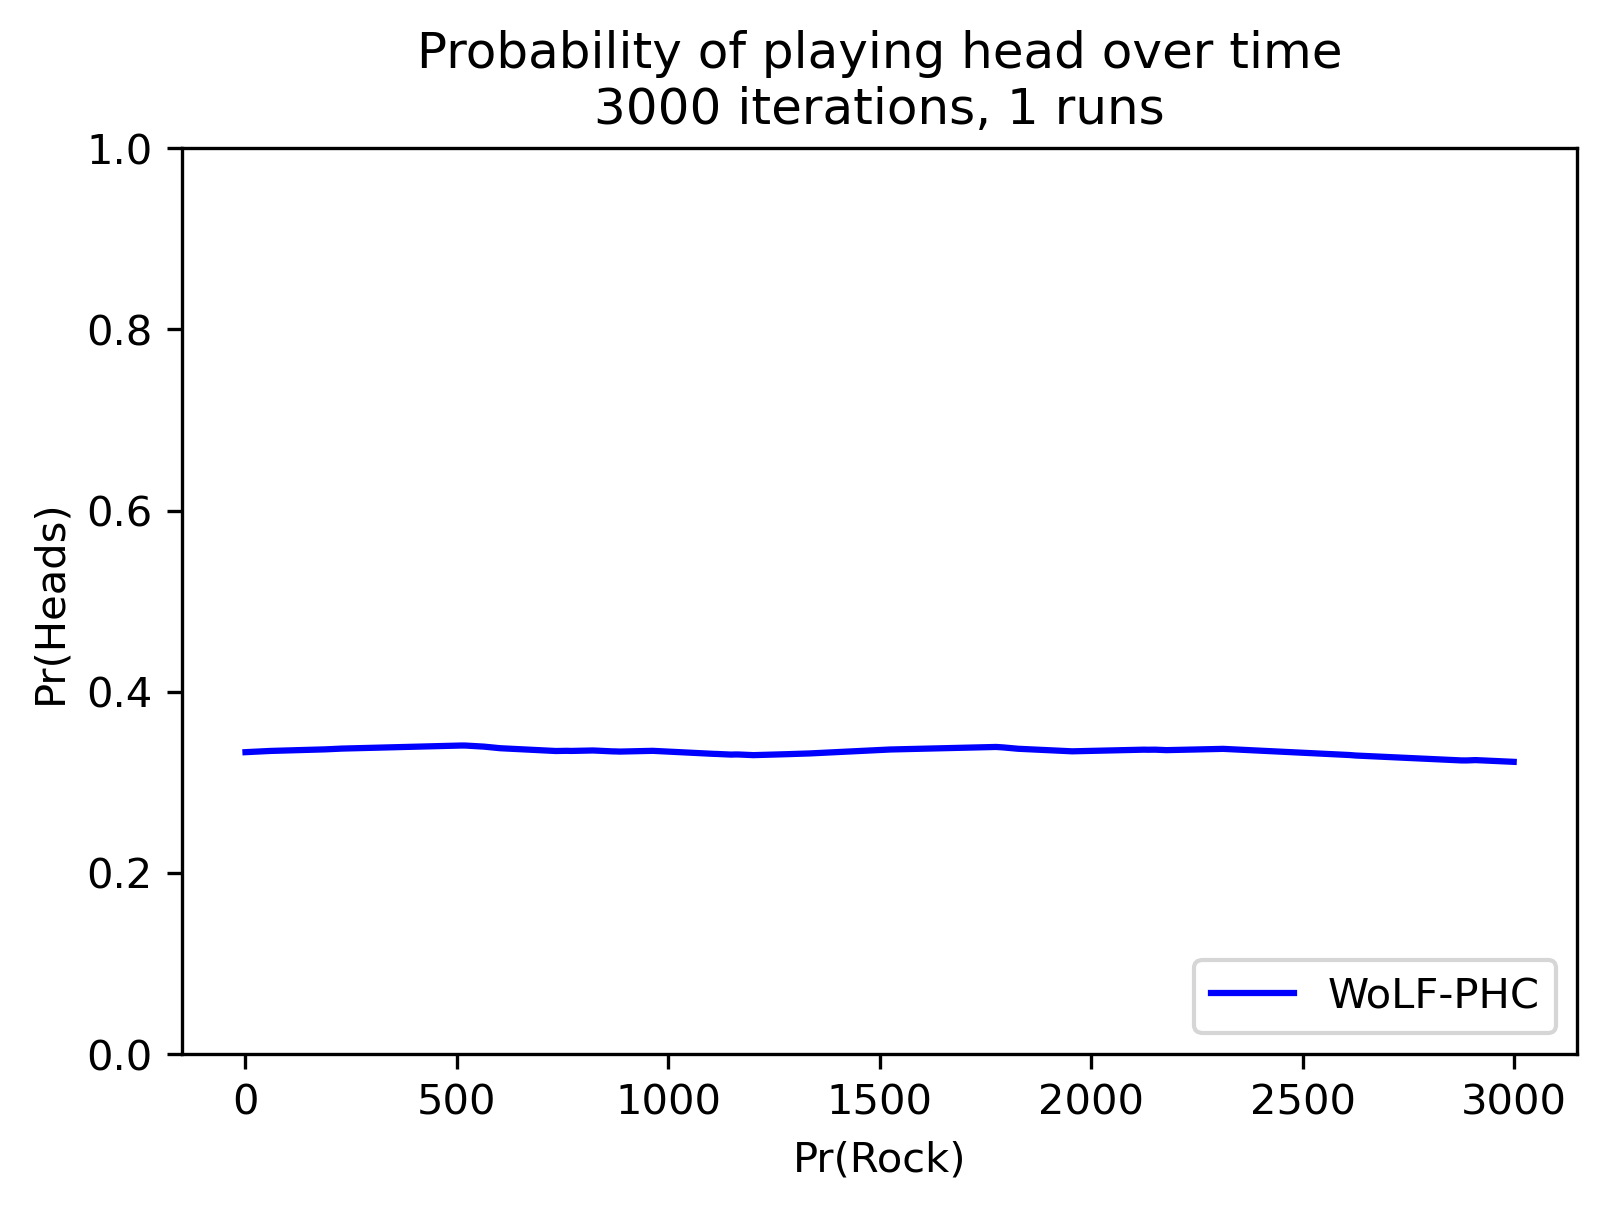 Probability of playing head over time
3000 iterations, 1 runs
1.0
0.8
0.6
0.4
0.2
0.0
Pr(Heads)
WoLF-PHC
0 500 1000 1500 2000 2500 3000
Pr(Rock)